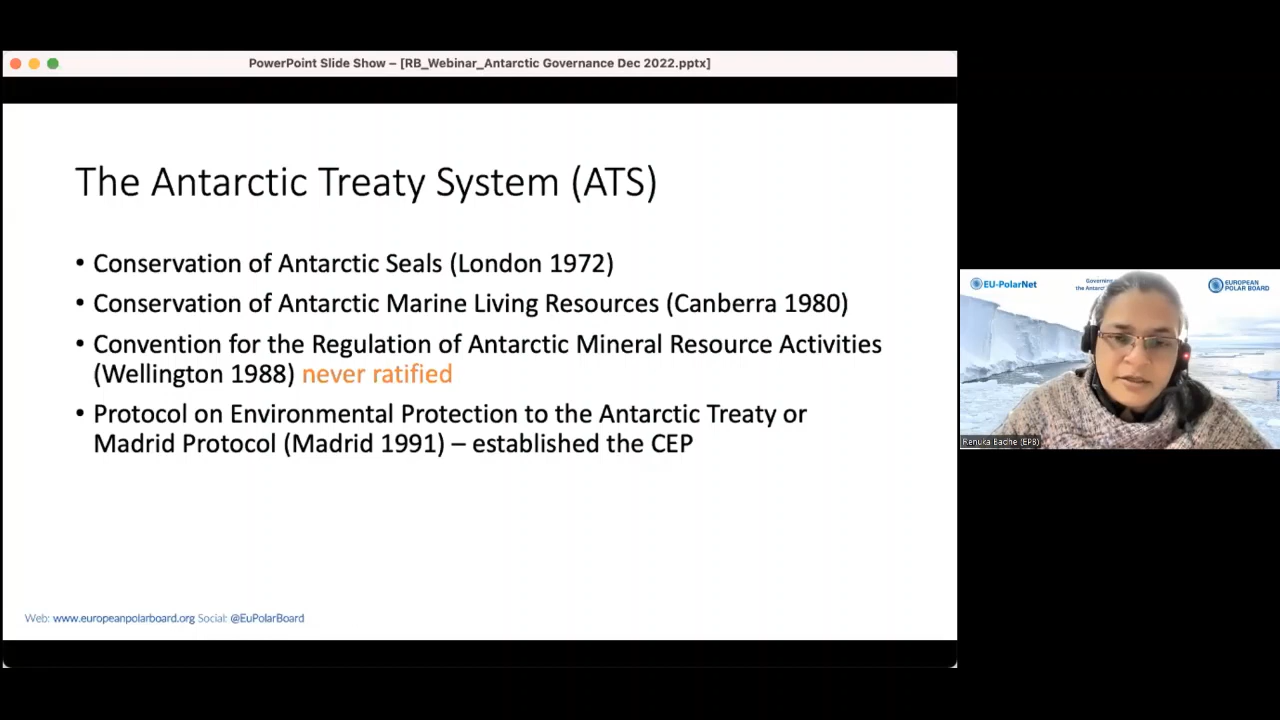 PowerPoint Slide Show – [RB_Webinar_Antarctic Governance Dec 2022.pptx]
The Antarctic Treaty System (ATS)
• Conservation of Antarctic Seals (London 1972)
• Conservation of Antarctic Marine Living Resources (Canberra 1980)
• Convention for the Regulation of Antarctic Mineral Resource Activities
(Wellington 1988) never ratified
• Protocol on Environmental Protection to the Antarctic Treaty or
Madrid Protocol (Madrid 1991) – established the CEP
Web: www.europeanpolarboard.org Social: @EuPolarBoard
EU-PolarNet
the Antarc
EUROPEAN
POLAR BOARD
Renuka Badhe (EPB)